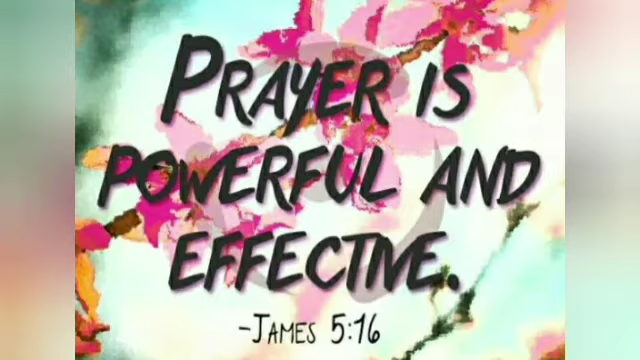 PRAYER IS
POWERFUL AND
EFFECTIVE.
-JAMES 5:16